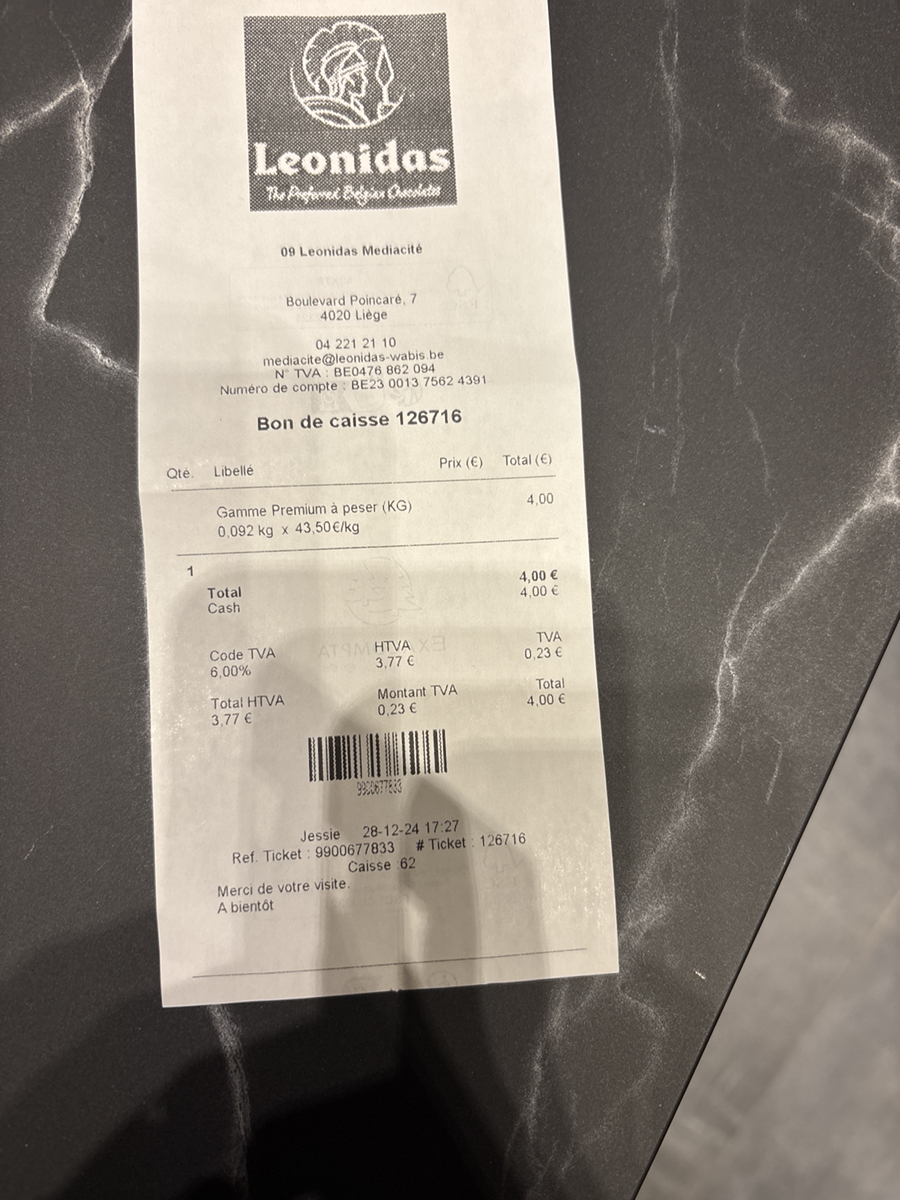 Leonidas
The Preferred Belgian Chocolates
09 Leonidas Mediacité
Boulevard Poincaré, 7
4020 Liège
04 221 21 10
mediacite@leonidas-wabis.be
N° TVA : BE0476 862 094
Numéro de compte : BE23 0013 7562 4391
Bon de caisse 126716
Qté. Libellé Prix (€) Total (€)
Gamme Premium à peser (KG) 4,00
0,092 kg x 43,50€/kg
1
Total 4,00 €
Cash 4,00 €
Code TVA HTVA TVA
6,00% 3,77 € 0,23 €
Total HTVA Montant TVA Total
3,77 € 0,23 € 4,00 €
9900677833
Jessie 28-12-24 17:27
Ref. Ticket : 9900677833 # Ticket : 126716
Caisse :62
Merci de votre visite.
A bientôt